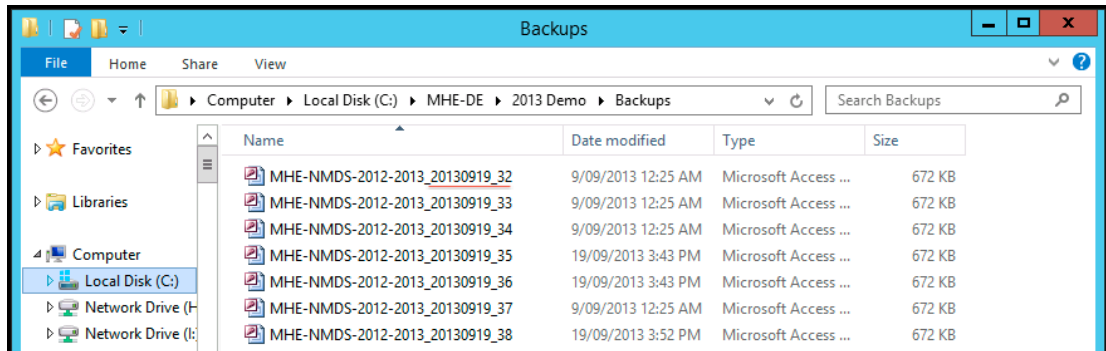 Backups
File Home Share View
Computer Local Disk (C:) MHE-DE 2013 Demo Backups Search Backups
Favorites
Libraries
Computer
Local Disk (C:)
Network Drive (H
Network Drive (I:
Name Date modified Type Size
MHE-NMDS-2012-2013_20130919_32 9/09/2013 12:25 AM Microsoft Access ... 672 KB
MHE-NMDS-2012-2013_20130919_33 9/09/2013 12:25 AM Microsoft Access ... 672 KB
MHE-NMDS-2012-2013_20130919_34 9/09/2013 12:25 AM Microsoft Access ... 672 KB
MHE-NMDS-2012-2013_20130919_35 19/09/2013 3:43 PM Microsoft Access ... 672 KB
MHE-NMDS-2012-2013_20130919_36 19/09/2013 3:43 PM Microsoft Access ... 672 KB
MHE-NMDS-2012-2013_20130919_37 9/09/2013 12:25 AM Microsoft Access ... 672 KB
MHE-NMDS-2012-2013_20130919_38 19/09/2013 3:52 PM Microsoft Access ... 672 KB